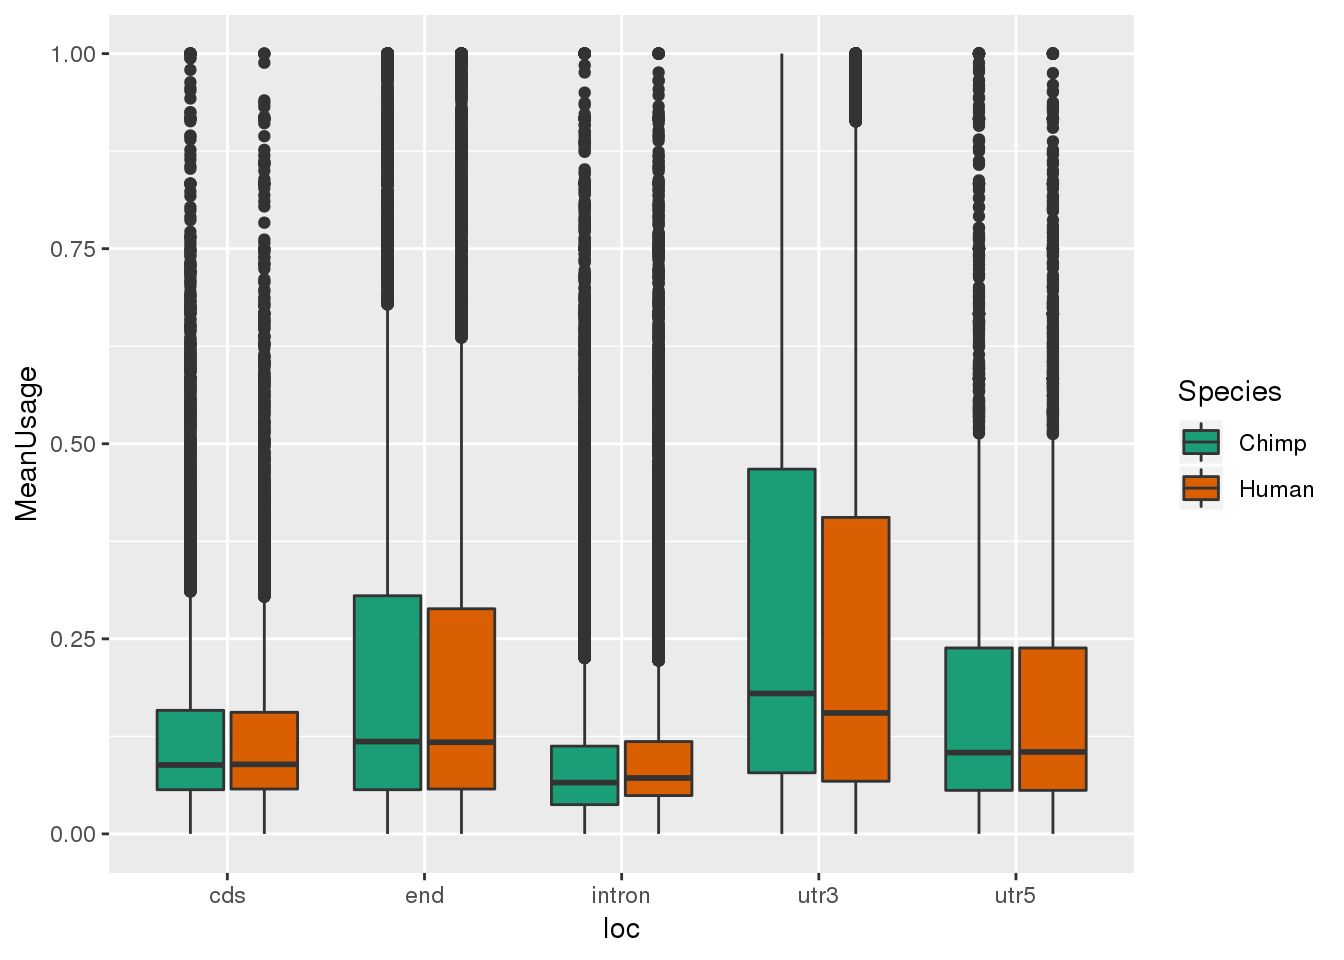 1.00
0.75
0.50
0.25
0.00
MeanUsage
cds
end
intron
utr3
utr5
loc
Species
Chimp
Human